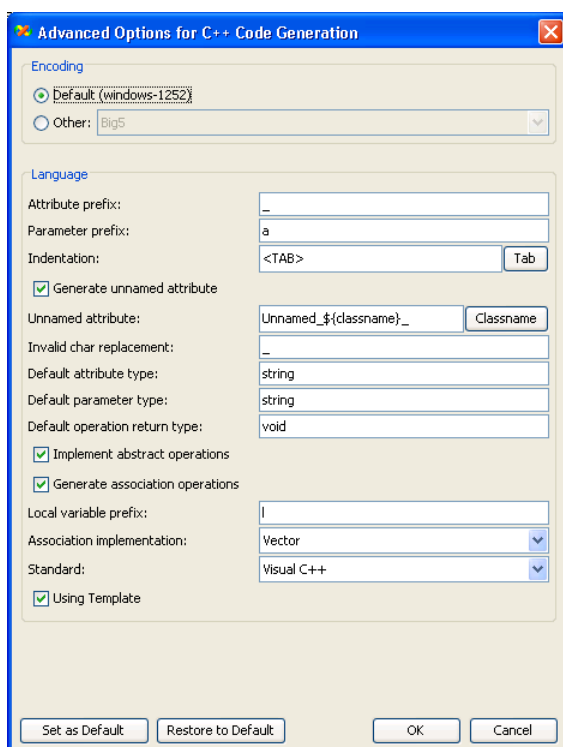 Advanced Options for C++ Code Generation
Encoding
Default (windows-1252)
Other: Big5
Language
Attribute prefix: _
Parameter prefix: a
Indentation: <TAB> Tab
Generate unnamed attribute
Unnamed attribute: Unnamed_${classname}_ Classname
Invalid char replacement: _
Default attribute type: string
Default parameter type: string
Default operation return type: void
Implement abstract operations
Generate association operations
Local variable prefix: l
Association implementation: Vector
Standard: Visual C++
Using Template
Set as Default Restore to Default OK Cancel